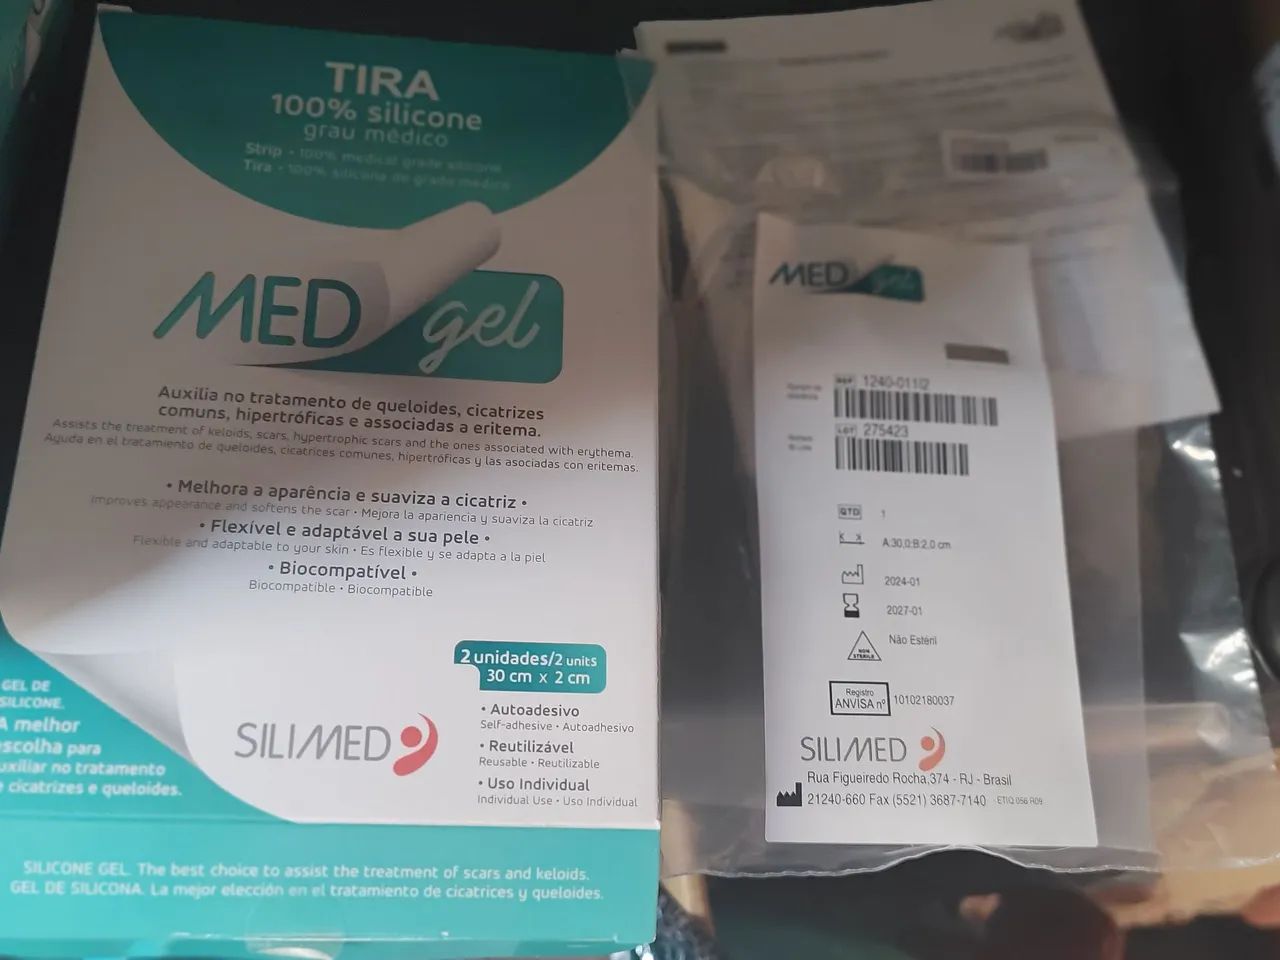 TIRA
100% silicone
grau médico
Strip - 100% medical grade silicone
Tira - 100% silicona de grado médico
MED gel
Auxilia no tratamento de queloides, cicatrizes
comuns, hipertróficas e associadas a eritema.
Assists the treatment of keloids, scars, hypertrophic scars and the ones associated with erythema.
Ayuda en el tratamiento de queloides, cicatrices comunes, hipertróficas y las asociadas con eritemas.
• Melhora a aparência e suaviza a cicatriz •
Improves appearance and softens the scar • Mejora la apariencia y suaviza la cicatriz
• Flexível e adaptável a sua pele •
Flexible and adaptable to your skin • Es flexible y se adapta a la piel
• Biocompatível •
Biocompatible • Biocompatible
2 unidades/2 units
30 cm x 2 cm
• Autoadesivo
Self-adhesive • Autoadhesivo
• Reutilizável
Reusable • Reutilizable
• Uso Individual
Individual Use • Uso Individual
SILIMED
GEL DE
SILICONE.
A melhor
escolha para
auxiliar no tratamento
e cicatrizes e queloides.
SILICONE GEL. The best choice to assist the treatment of scars and keloids.
GEL DE SILICONA. La mejor elección en el tratamiento de cicatrices y queloides.
MED gel
REF 1240-011/2
LOT 275423
QTD 1
A:30,0;B:2,0 cm
2024-01
2027-01
NON STERILE Não Estéril
Registro
ANVISA nº 10102180037
SILIMED
Rua Figueiredo Rocha,374 - RJ - Brasil
21240-660 Fax (5521) 3687-7140 ETIQ 056 R09